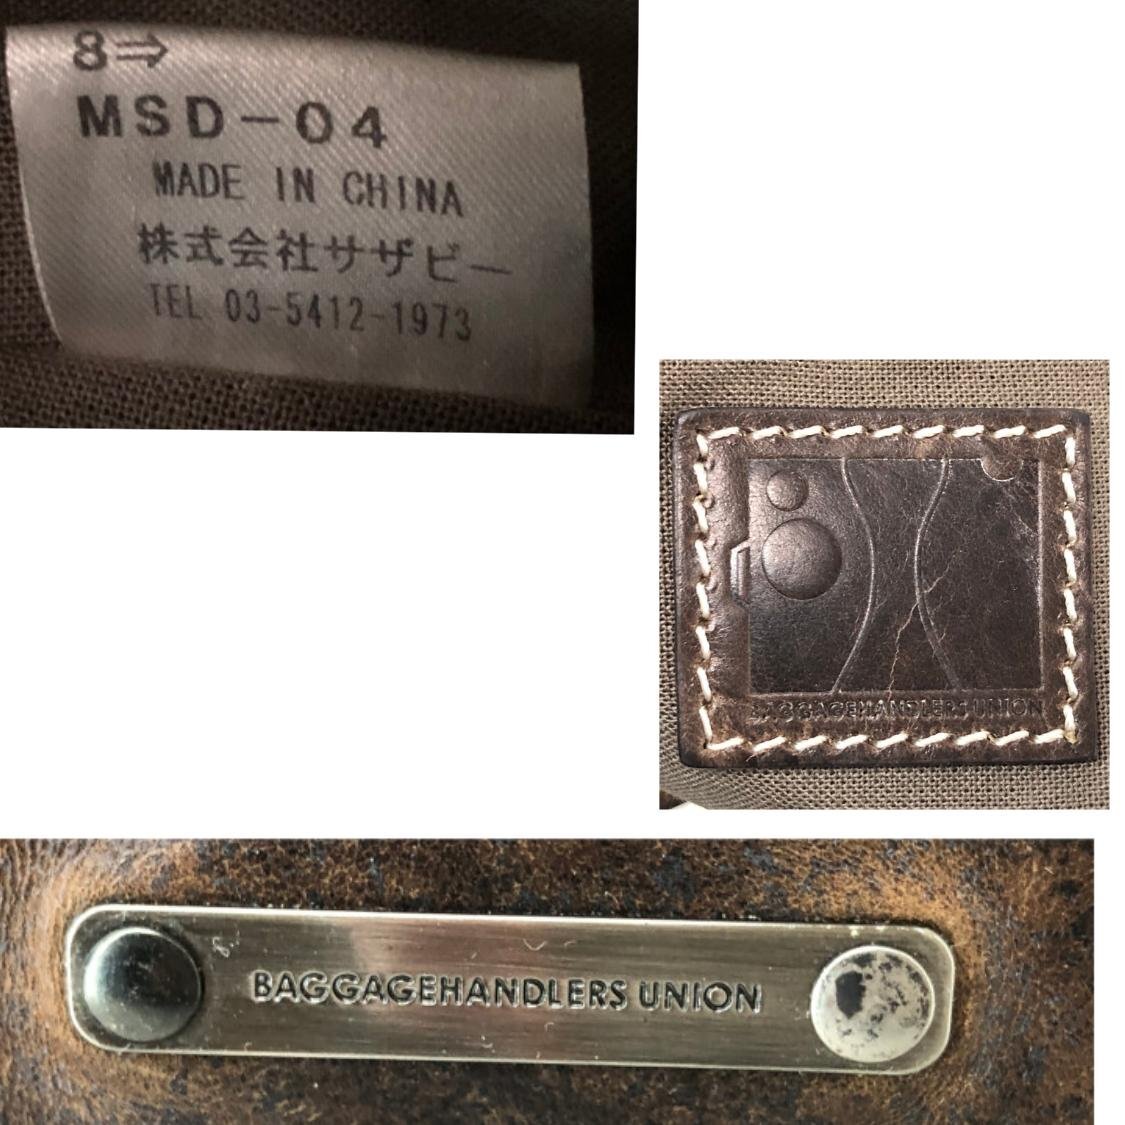 8⇒
MSD-04
MADE IN CHINA
株式会社サザビー
TEL 03-5412-1973
BAGGAGEHANDLERS UNION
BAGGAGEHANDLERS UNION